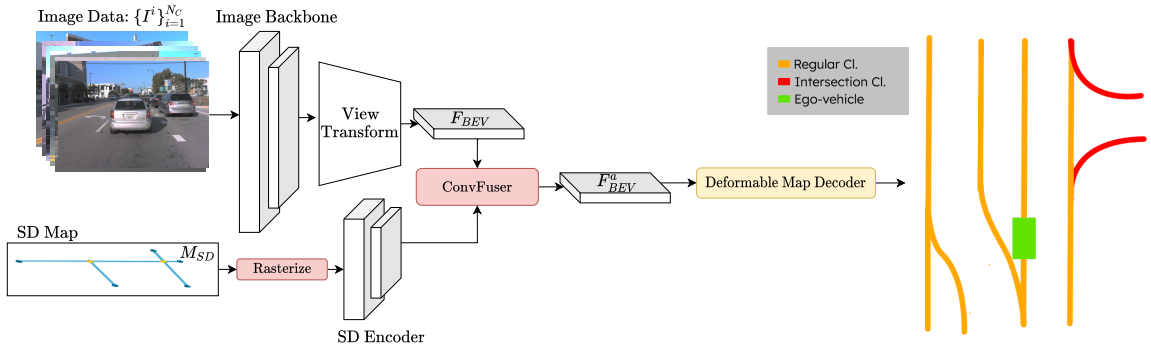 Image Data: $\{I^i\}_{i=1}^{N_C}$
Image Backbone
View
Transform
$F_{BEV}$
ConvFuser
$F_{BEV}^a$
Deformable Map Decoder
Regular Cl.
Intersection Cl.
Ego-vehicle
SD Map
$M_{SD}$
Rasterize
SD Encoder